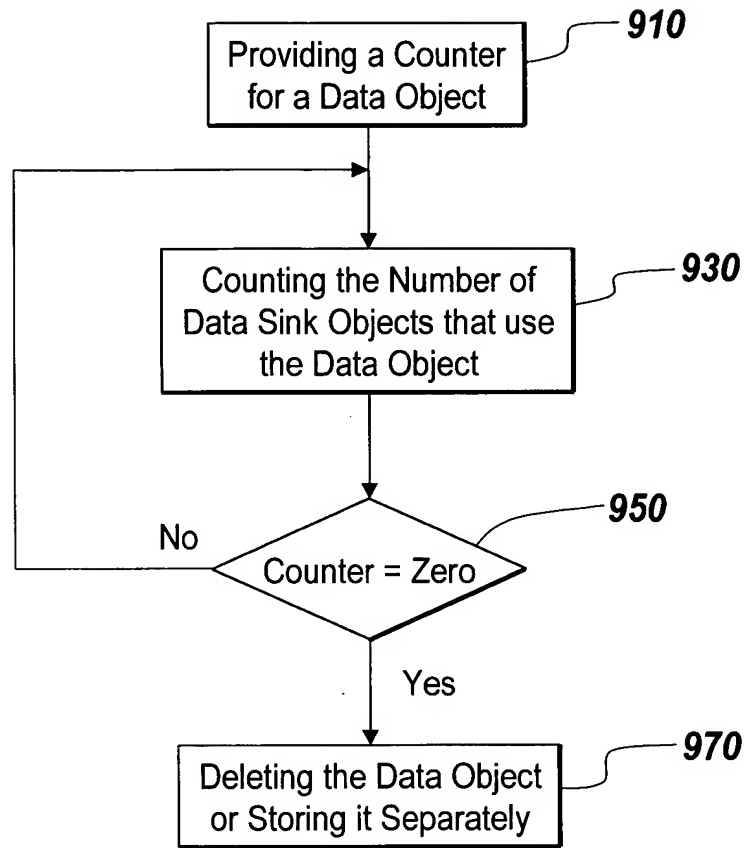 910
Providing a Counter
for a Data Object
930
Counting the Number of
Data Sink Objects that use
the Data Object
950
No
Counter = Zero
Yes
970
Deleting the Data Object
or Storing it Separately